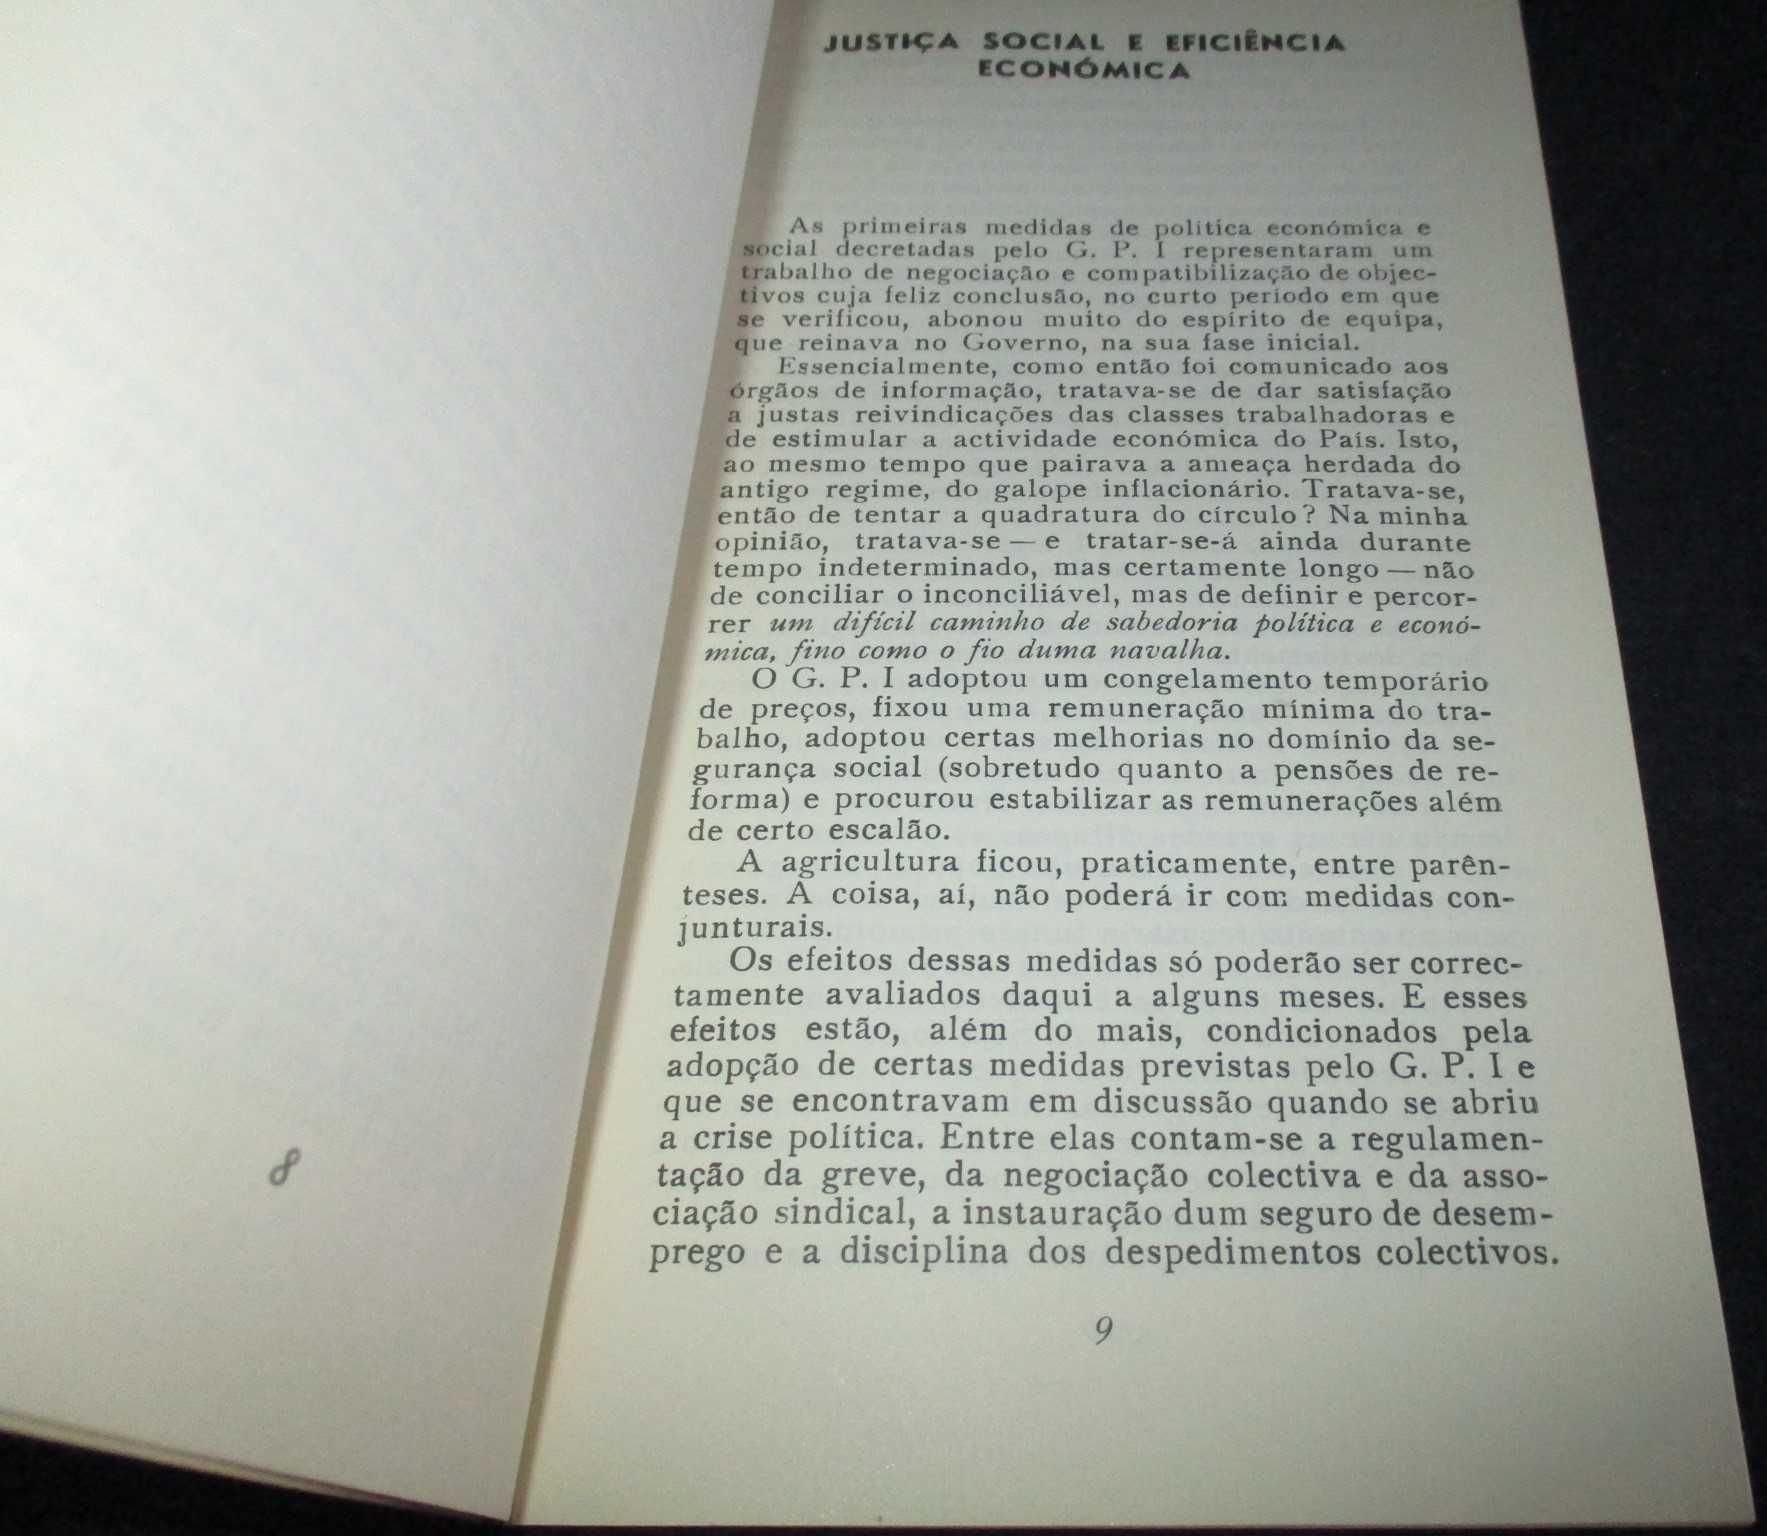 8
JUSTIÇA SOCIAL E EFICIÊNCIA
ECONÓMICA
As primeiras medidas de política económica e
social decretadas pelo G. P. I representaram um
trabalho de negociação e compatibilização de objec-
tivos cuja feliz conclusão, no curto período em que
se verificou, abonou muito do espírito de equipa,
que reinava no Governo, na sua fase inicial.
Essencialmente, como então foi comunicado aos
órgãos de informação, tratava-se de dar satisfação
a justas reivindicações das classes trabalhadoras e
de estimular a actividade económica do País. Isto,
ao mesmo tempo que pairava a ameaça herdada do
antigo regime, do galope inflacionário. Tratava-se,
então de tentar a quadratura do círculo? Na minha
opinião, tratava-se — e tratar-se-á ainda durante
tempo indeterminado, mas certamente longo — não
de conciliar o inconciliável, mas de definir e percor-
rer um difícil caminho de sabedoria política e econó-
mica, fino como o fio duma navalha.
O G. P. I adoptou um congelamento temporário
de preços, fixou uma remuneração mínima do tra-
balho, adoptou certas melhorias no domínio da se-
gurança social (sobretudo quanto a pensões de re-
forma) e procurou estabilizar as remunerações além
de certo escalão.
A agricultura ficou, praticamente, entre parên-
teses. A coisa, aí, não poderá ir com medidas con-
junturais.
Os efeitos dessas medidas só poderão ser correc-
tamente avaliados daqui a alguns meses. E esses
efeitos estão, além do mais, condicionados pela
adopção de certas medidas previstas pelo G. P. I e
que se encontravam em discussão quando se abriu
a crise política. Entre elas contam-se a regulamen-
tação da greve, da negociação colectiva e da asso-
ciação sindical, a instauração dum seguro de desem-
prego e a disciplina dos despedimentos colectivos.
9